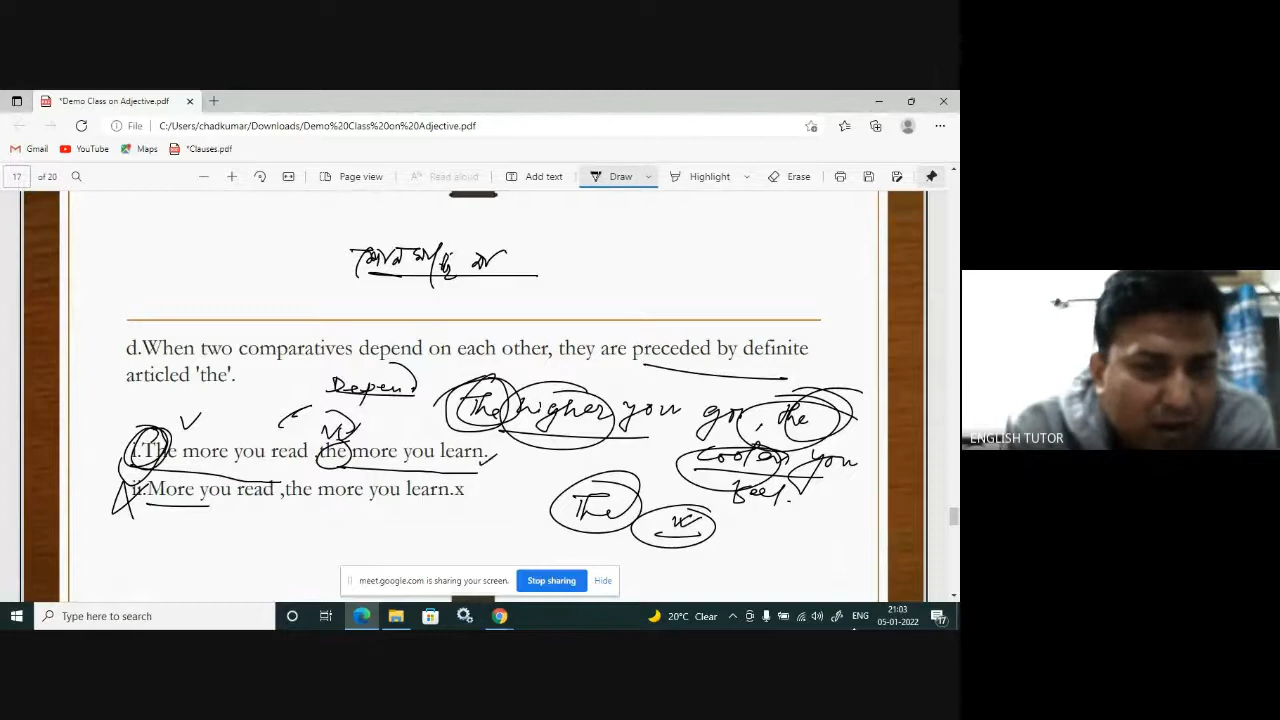 *Demo Class on Adjective.pdf
File
C:/Users/chadkumar/Downloads/Demo%20Class%20on%20Adjective.pdf
Gmail YouTube Maps *Clauses.pdf
17 of 20 Page view Read aloud Add text Draw Highlight Erase
d.When two comparatives depend on each other, they are preceded by definite
articled 'the'.
Depend
The higher you go, the
cooler you
feel.
i.The more you read ,the more you learn.
ii.More you read ,the more you learn.x
The
ENGLISH TUTOR
meet.google.com is sharing your screen. Stop sharing Hide
Type here to search
20°C Clear
ENG
21:03
05-01-2022
17